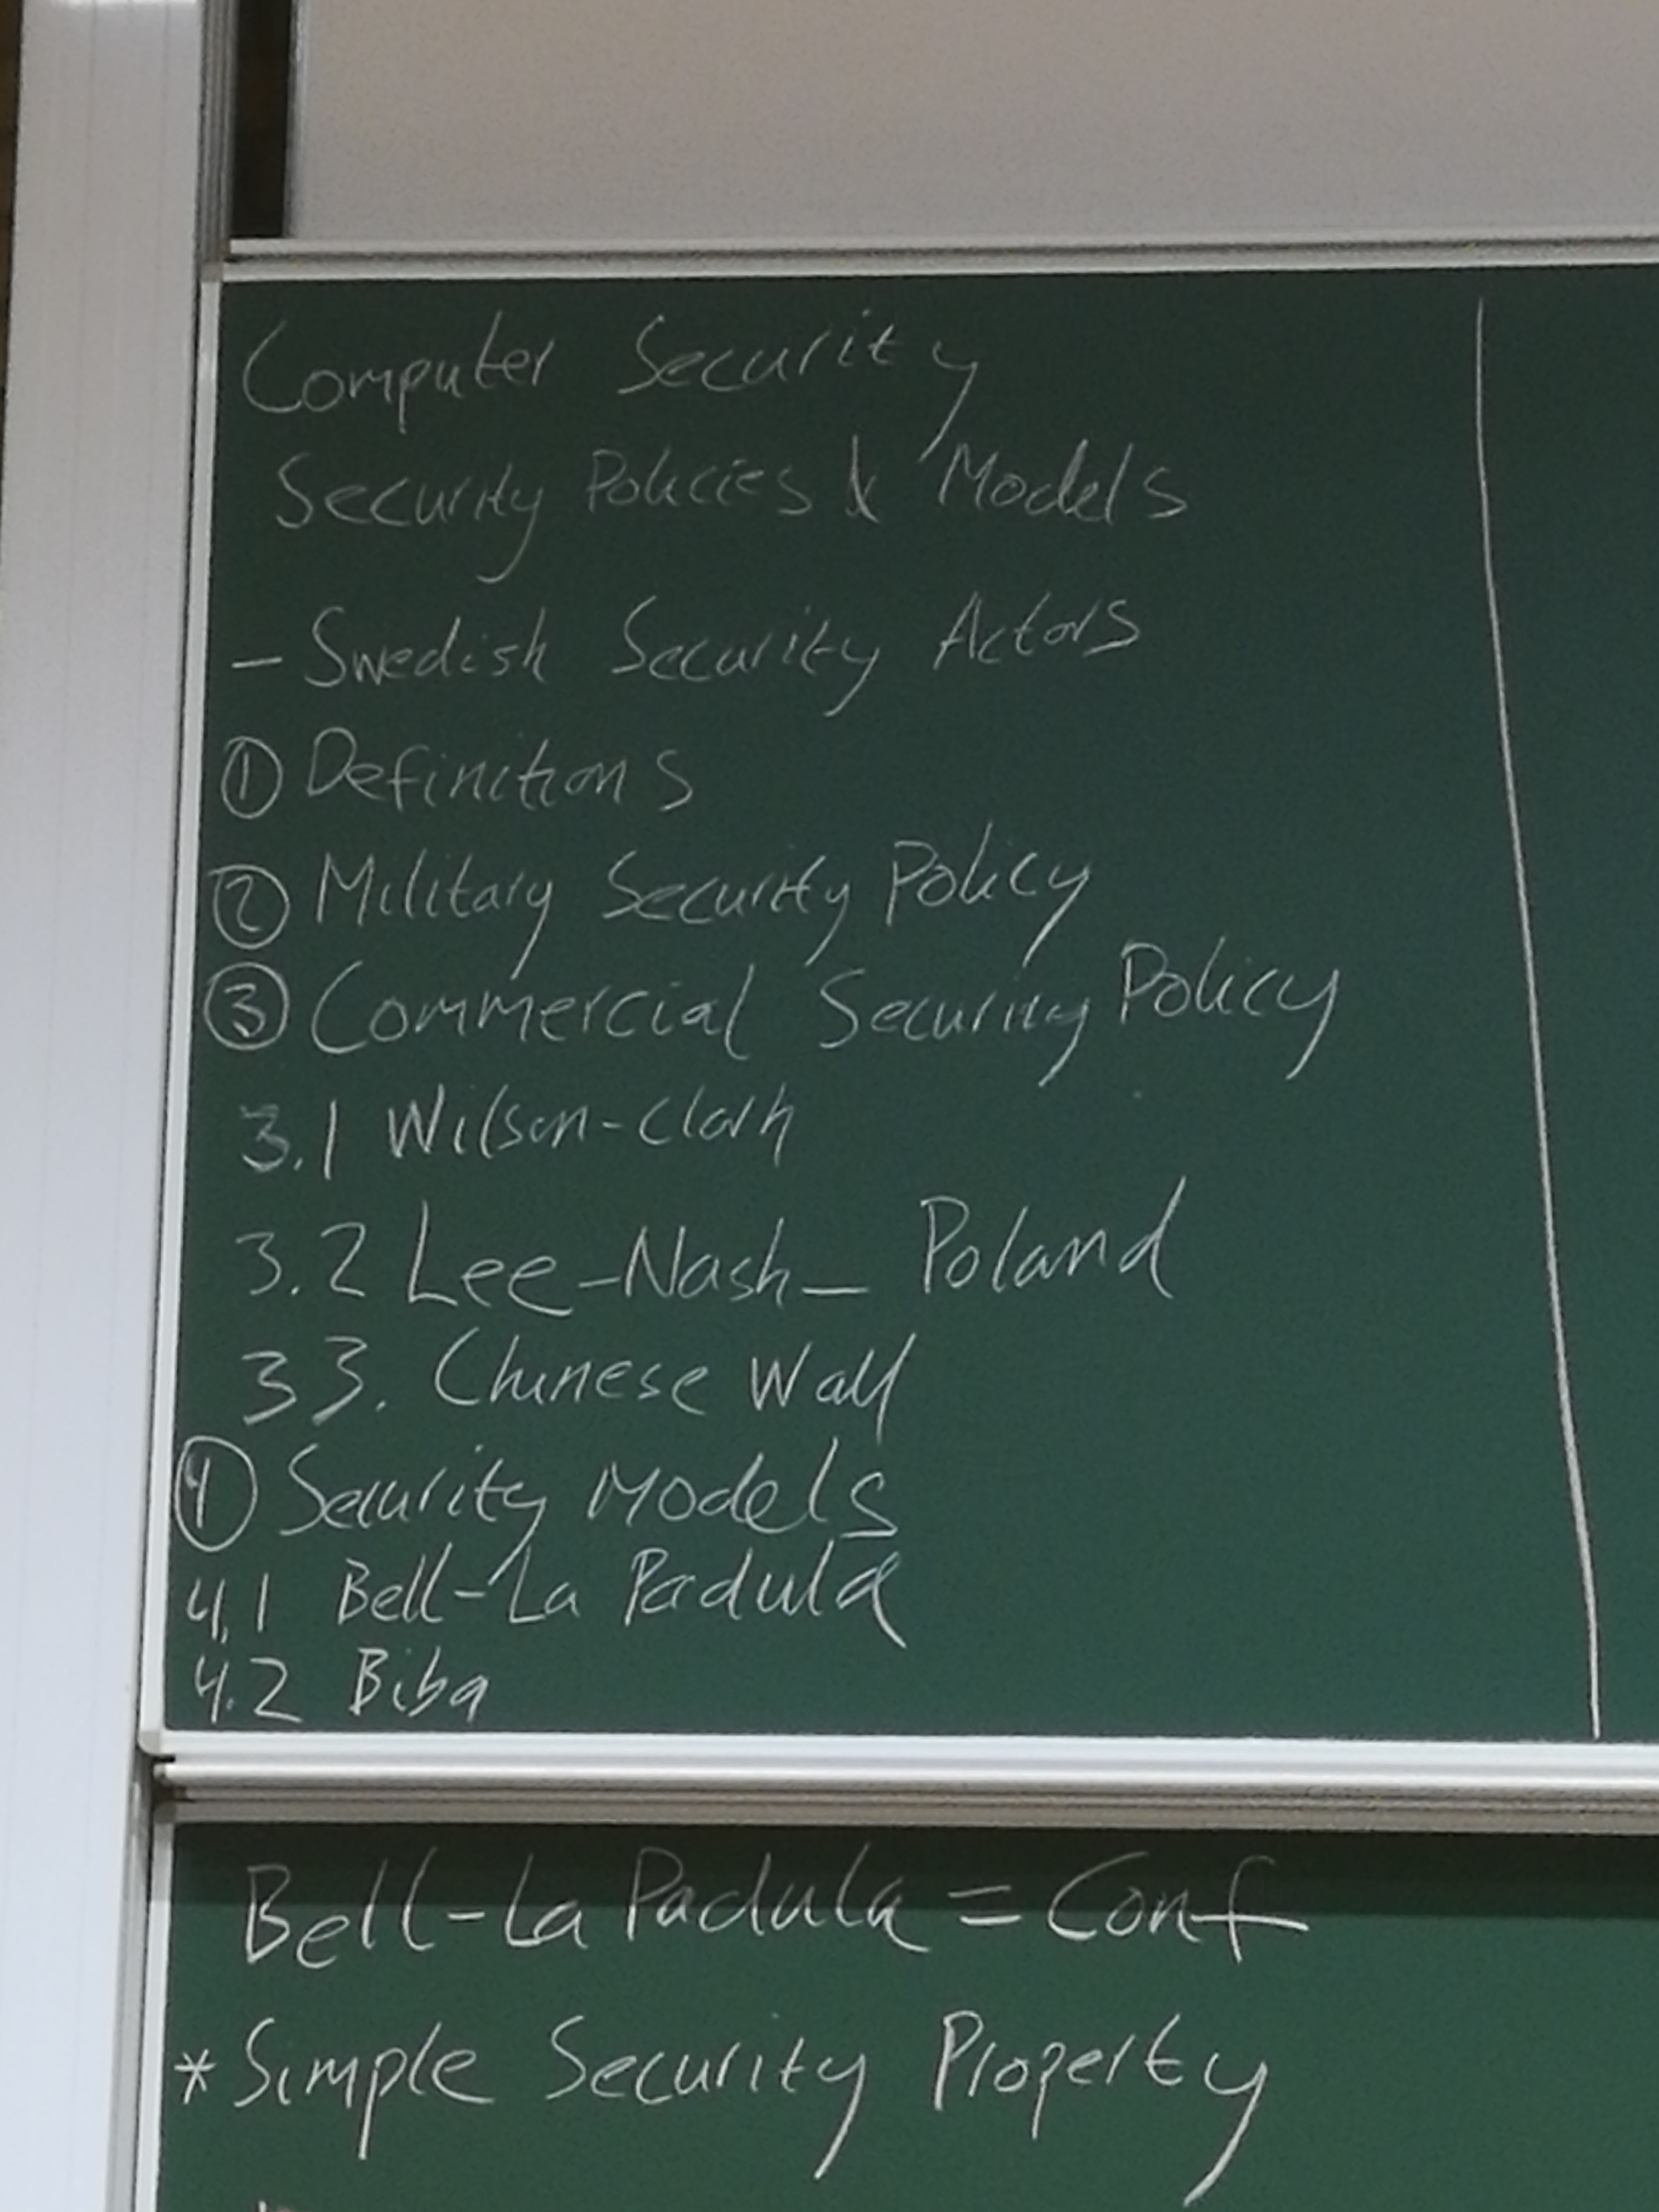 Computer Security
Security Policies & Models
- Swedish Security Actors
① Definitions
② Military Security Policy
③ Commercial Security Policy
3.1 Wilson-Clark
3.2 Lee-Nash- Poland
3 3. Chinese Wall
④ Security Models
4.1 Bell-La Padula
4.2 Biba
Bell-La Padula = Conf
* Simple Security Property